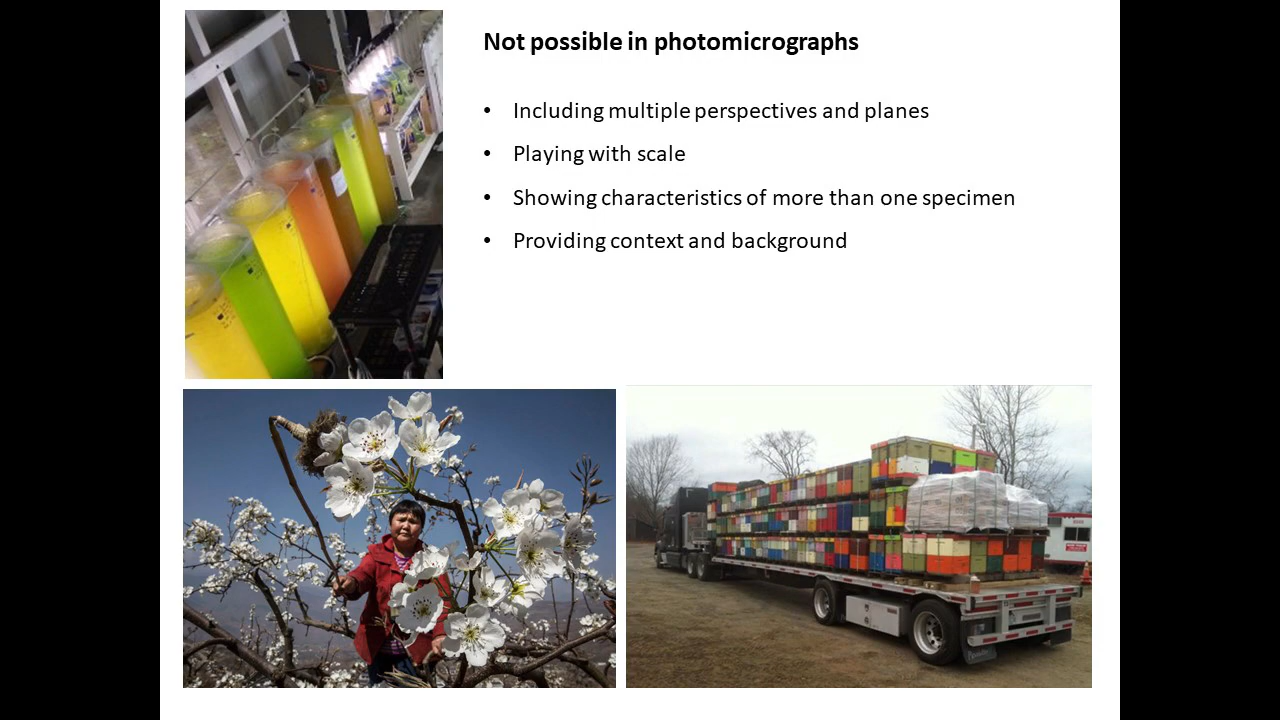 Not possible in photomicrographs
• Including multiple perspectives and planes
• Playing with scale
• Showing characteristics of more than one specimen
• Providing context and background